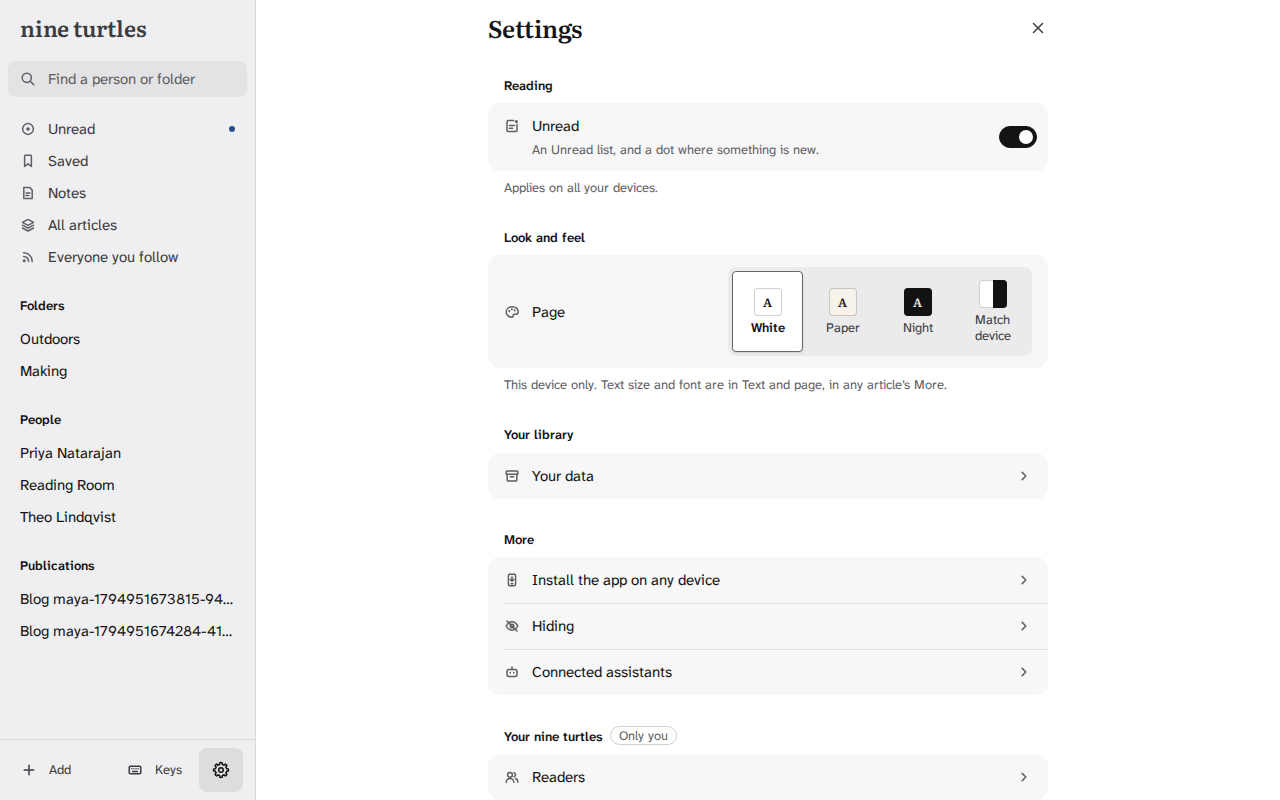 nine turtles
Find a person or folder
Unread
Saved
Notes
All articles
Everyone you follow
Folders
Outdoors
Making
People
Priya Natarajan
Reading Room
Theo Lindqvist
Publications
Blog maya-1794951673815-94...
Blog maya-1794951674284-41...
Add
Keys
Settings
Reading
Unread
An Unread list, and a dot where something is new.
Applies on all your devices.
Look and feel
Page
A
White
A
Paper
A
Night
Match
device
This device only. Text size and font are in Text and page, in any article's More.
Your library
Your data
More
Install the app on any device
Hiding
Connected assistants
Your nine turtles
Only you
Readers